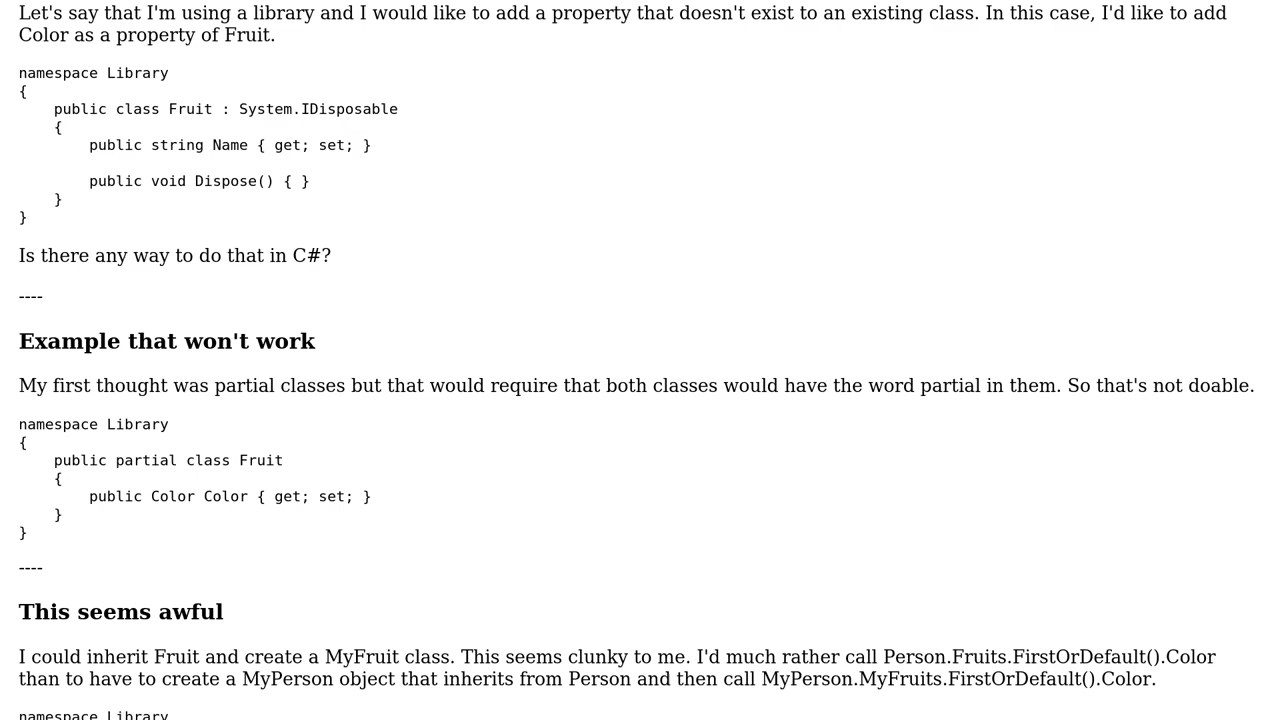 Let's say that I'm using a library and I would like to add a property that doesn't exist to an existing class. In this case, I'd like to add
Color as a property of Fruit.
namespace Library
{
    public class Fruit : System.IDisposable
    {
        public string Name { get; set; }
        public void Dispose() { }
    }
}
Is there any way to do that in C#?
----
Example that won't work
My first thought was partial classes but that would require that both classes would have the word partial in them. So that's not doable.
namespace Library
{
    public partial class Fruit
    {
        public Color Color { get; set; }
    }
}
----
This seems awful
I could inherit Fruit and create a MyFruit class. This seems clunky to me. I'd much rather call Person.Fruits.FirstOrDefault().Color
than to have to create a MyPerson object that inherits from Person and then call MyPerson.MyFruits.FirstOrDefault().Color.
namespace Library